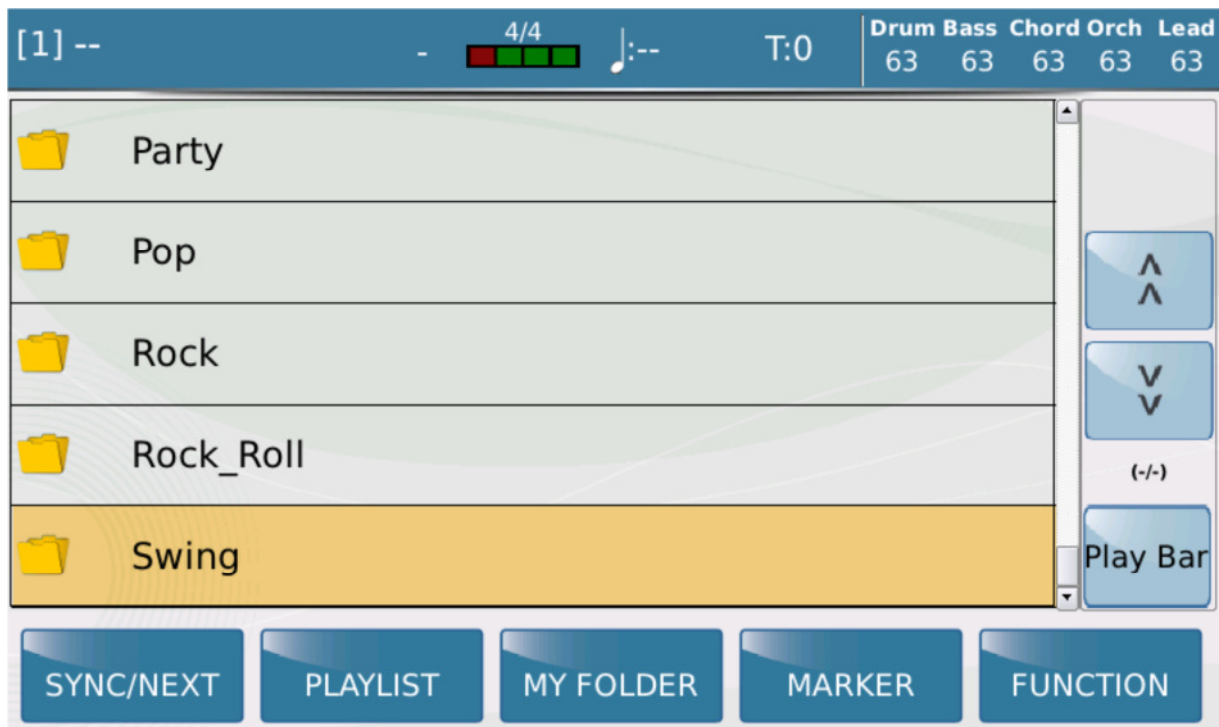 [1] -- - 4/4 :-- T:0 Drum Bass Chord Orch Lead
63 63 63 63 63
Party
Pop
Rock
Rock_Roll
Swing
(-/-)
Play Bar
SYNC/NEXT PLAYLIST MY FOLDER MARKER FUNCTION